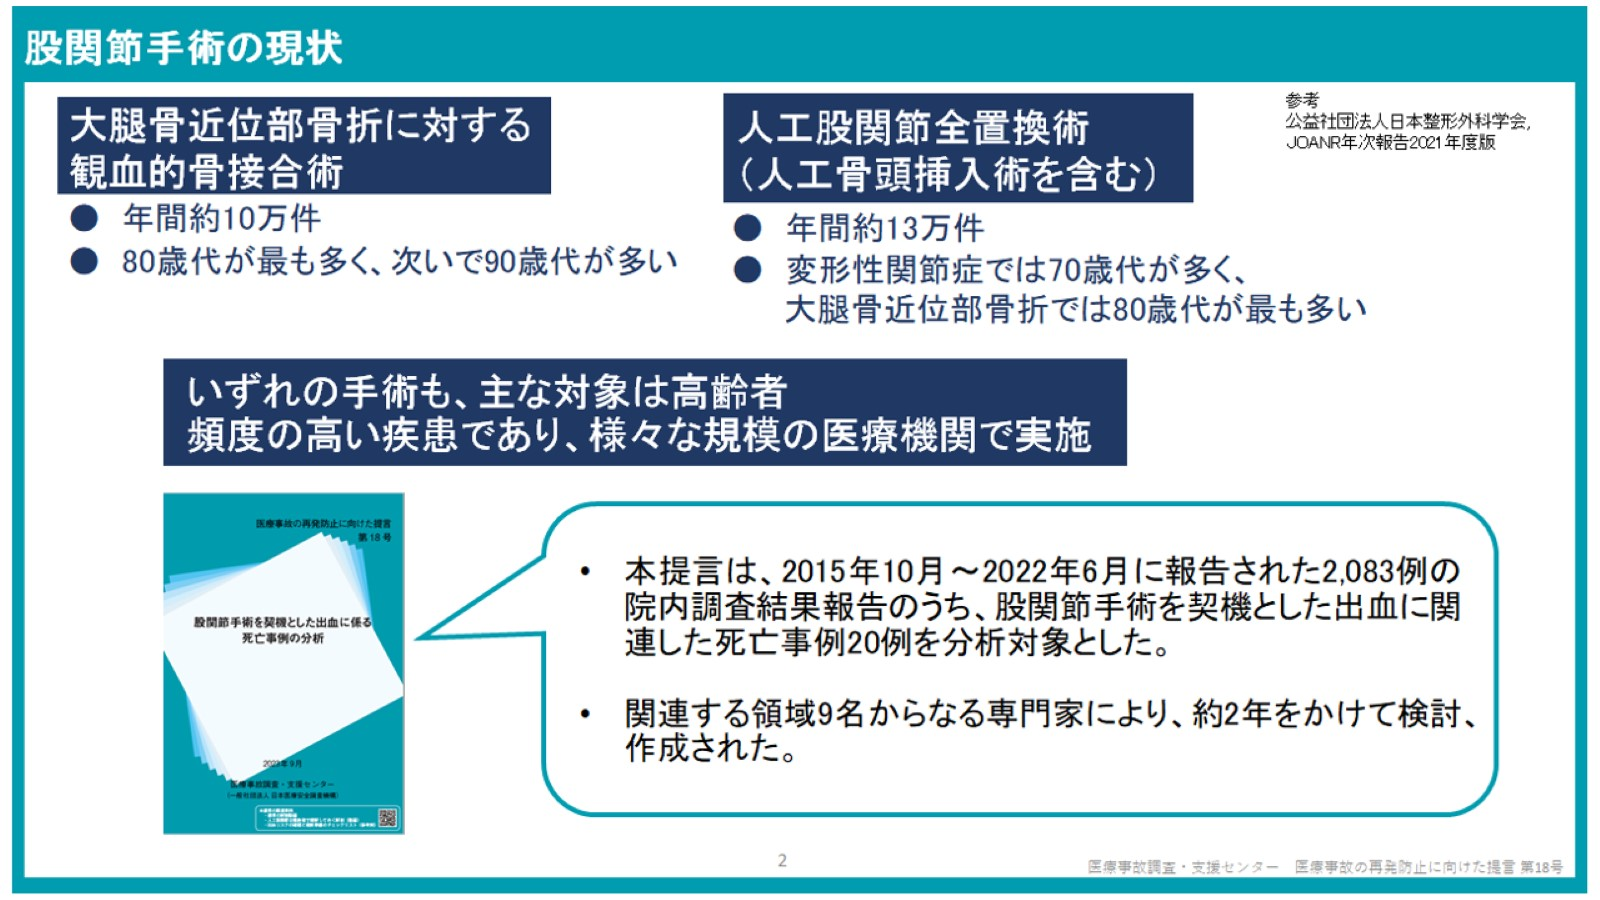 股関節手術の現状
大腿骨近位部骨折に対する
観血的骨接合術
● 年間約10万件
● 80歳代が最も多く、次いで90歳代が多い
人工股関節全置換術
（人工骨頭挿入術を含む）
● 年間約13万件
● 変形性関節症では70歳代が多く、
大腿骨近位部骨折では80歳代が最も多い
参考
公益社団法人日本整形外科学会,
JOANR年次報告2021年度版
いずれの手術も、主な対象は高齢者
頻度の高い疾患であり、様々な規模の医療機関で実施
医療事故の再発防止に向けた提言
第18号
股関節手術を契機とした出血に係る
死亡事例の分析
年9月
医療事故調査・支援センター
（一般社団法人 日本医療安全調査機構）
• 本提言は、2015年10月～2022年6月に報告された2,083例の
院内調査結果報告のうち、股関節手術を契機とした出血に関
連した死亡事例20例を分析対象とした。
• 関連する領域9名からなる専門家により、約2年をかけて検討、
作成された。
2
医療事故調査・支援センター 医療事故の再発防止に向けた提言 第18号